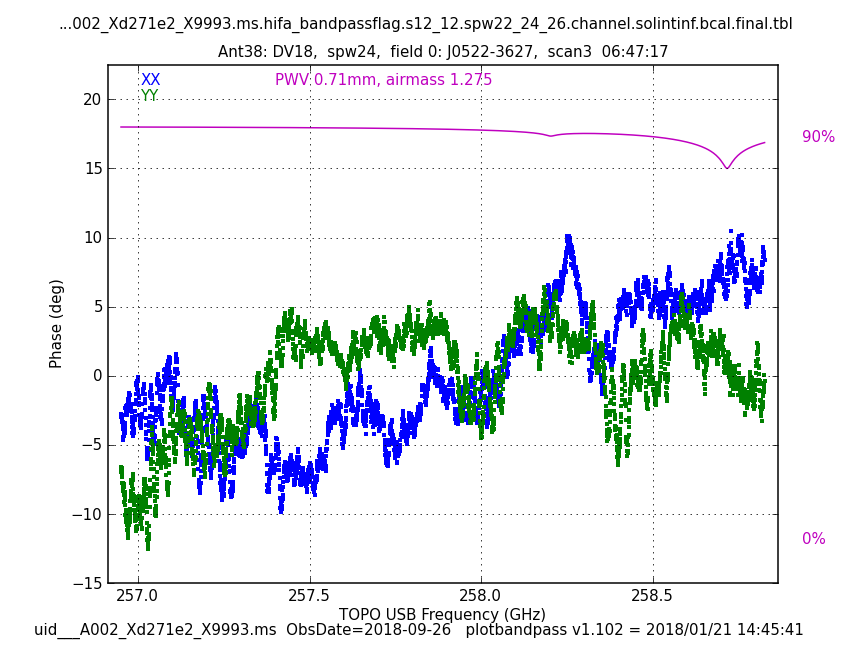 ...002_Xd271e2_X9993.ms.hifa_bandpassflag.s12_12.spw22_24_26.channel.solintinf.bcal.final.tbl
Ant38: DV18,  spw24,  field 0: J0522-3627,  scan3  06:47:17
XX
YY
PWV 0.71mm, airmass 1.275
20
15
10
5
0
−5
−10
−15
Phase (deg)
90%
0%
257.0
257.5
258.0
258.5
TOPO USB Frequency (GHz)
uid___A002_Xd271e2_X9993.ms  ObsDate=2018-09-26   plotbandpass v1.102 = 2018/01/21 14:45:41